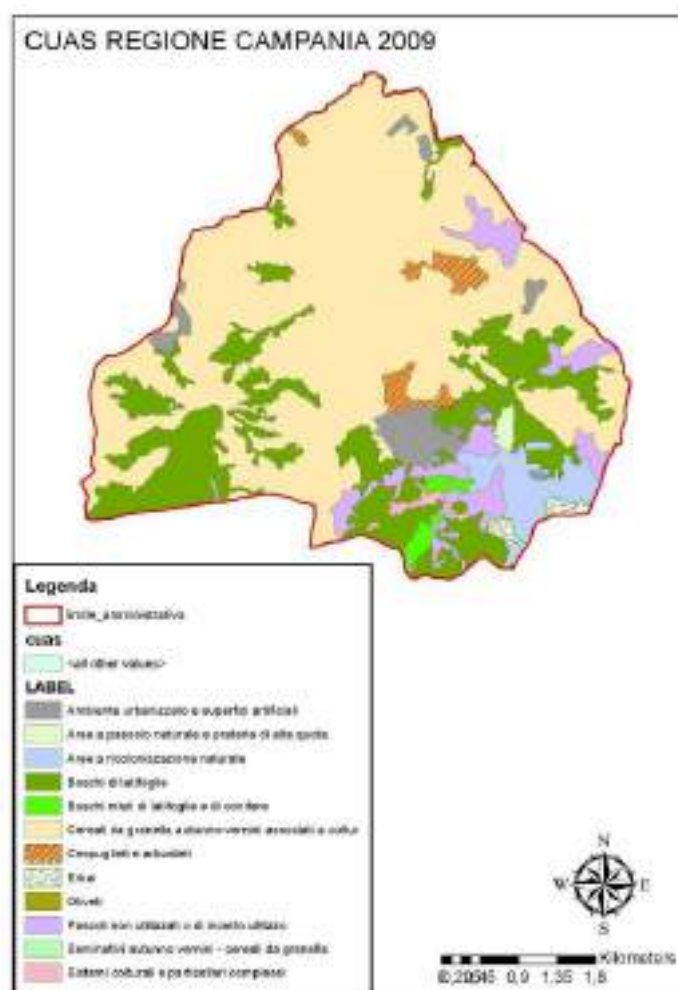 CUAS REGIONE CAMPANIA 2009
Legenda
limite_amministrativo
cuas
<all other values>
LABEL
Ambiente urbanizzato e superfici artificiali
Aree a pascolo naturale e praterie di alta quota
Aree a ricolonizzazione naturale
Boschi di latifoglie
Boschi misti di latifoglie e di conifere
Cereali da granella autunno-vernini associati a coltur
Cespuglieti e arbusteti
Oliveti
Pascoli non utilizzati o di incerto utilizzo
Seminativi autunno vernini - cereali da granella
Sistemi colturali e particellari complessi
N
W E
S
Kilometers
0,9 1,35 1,8